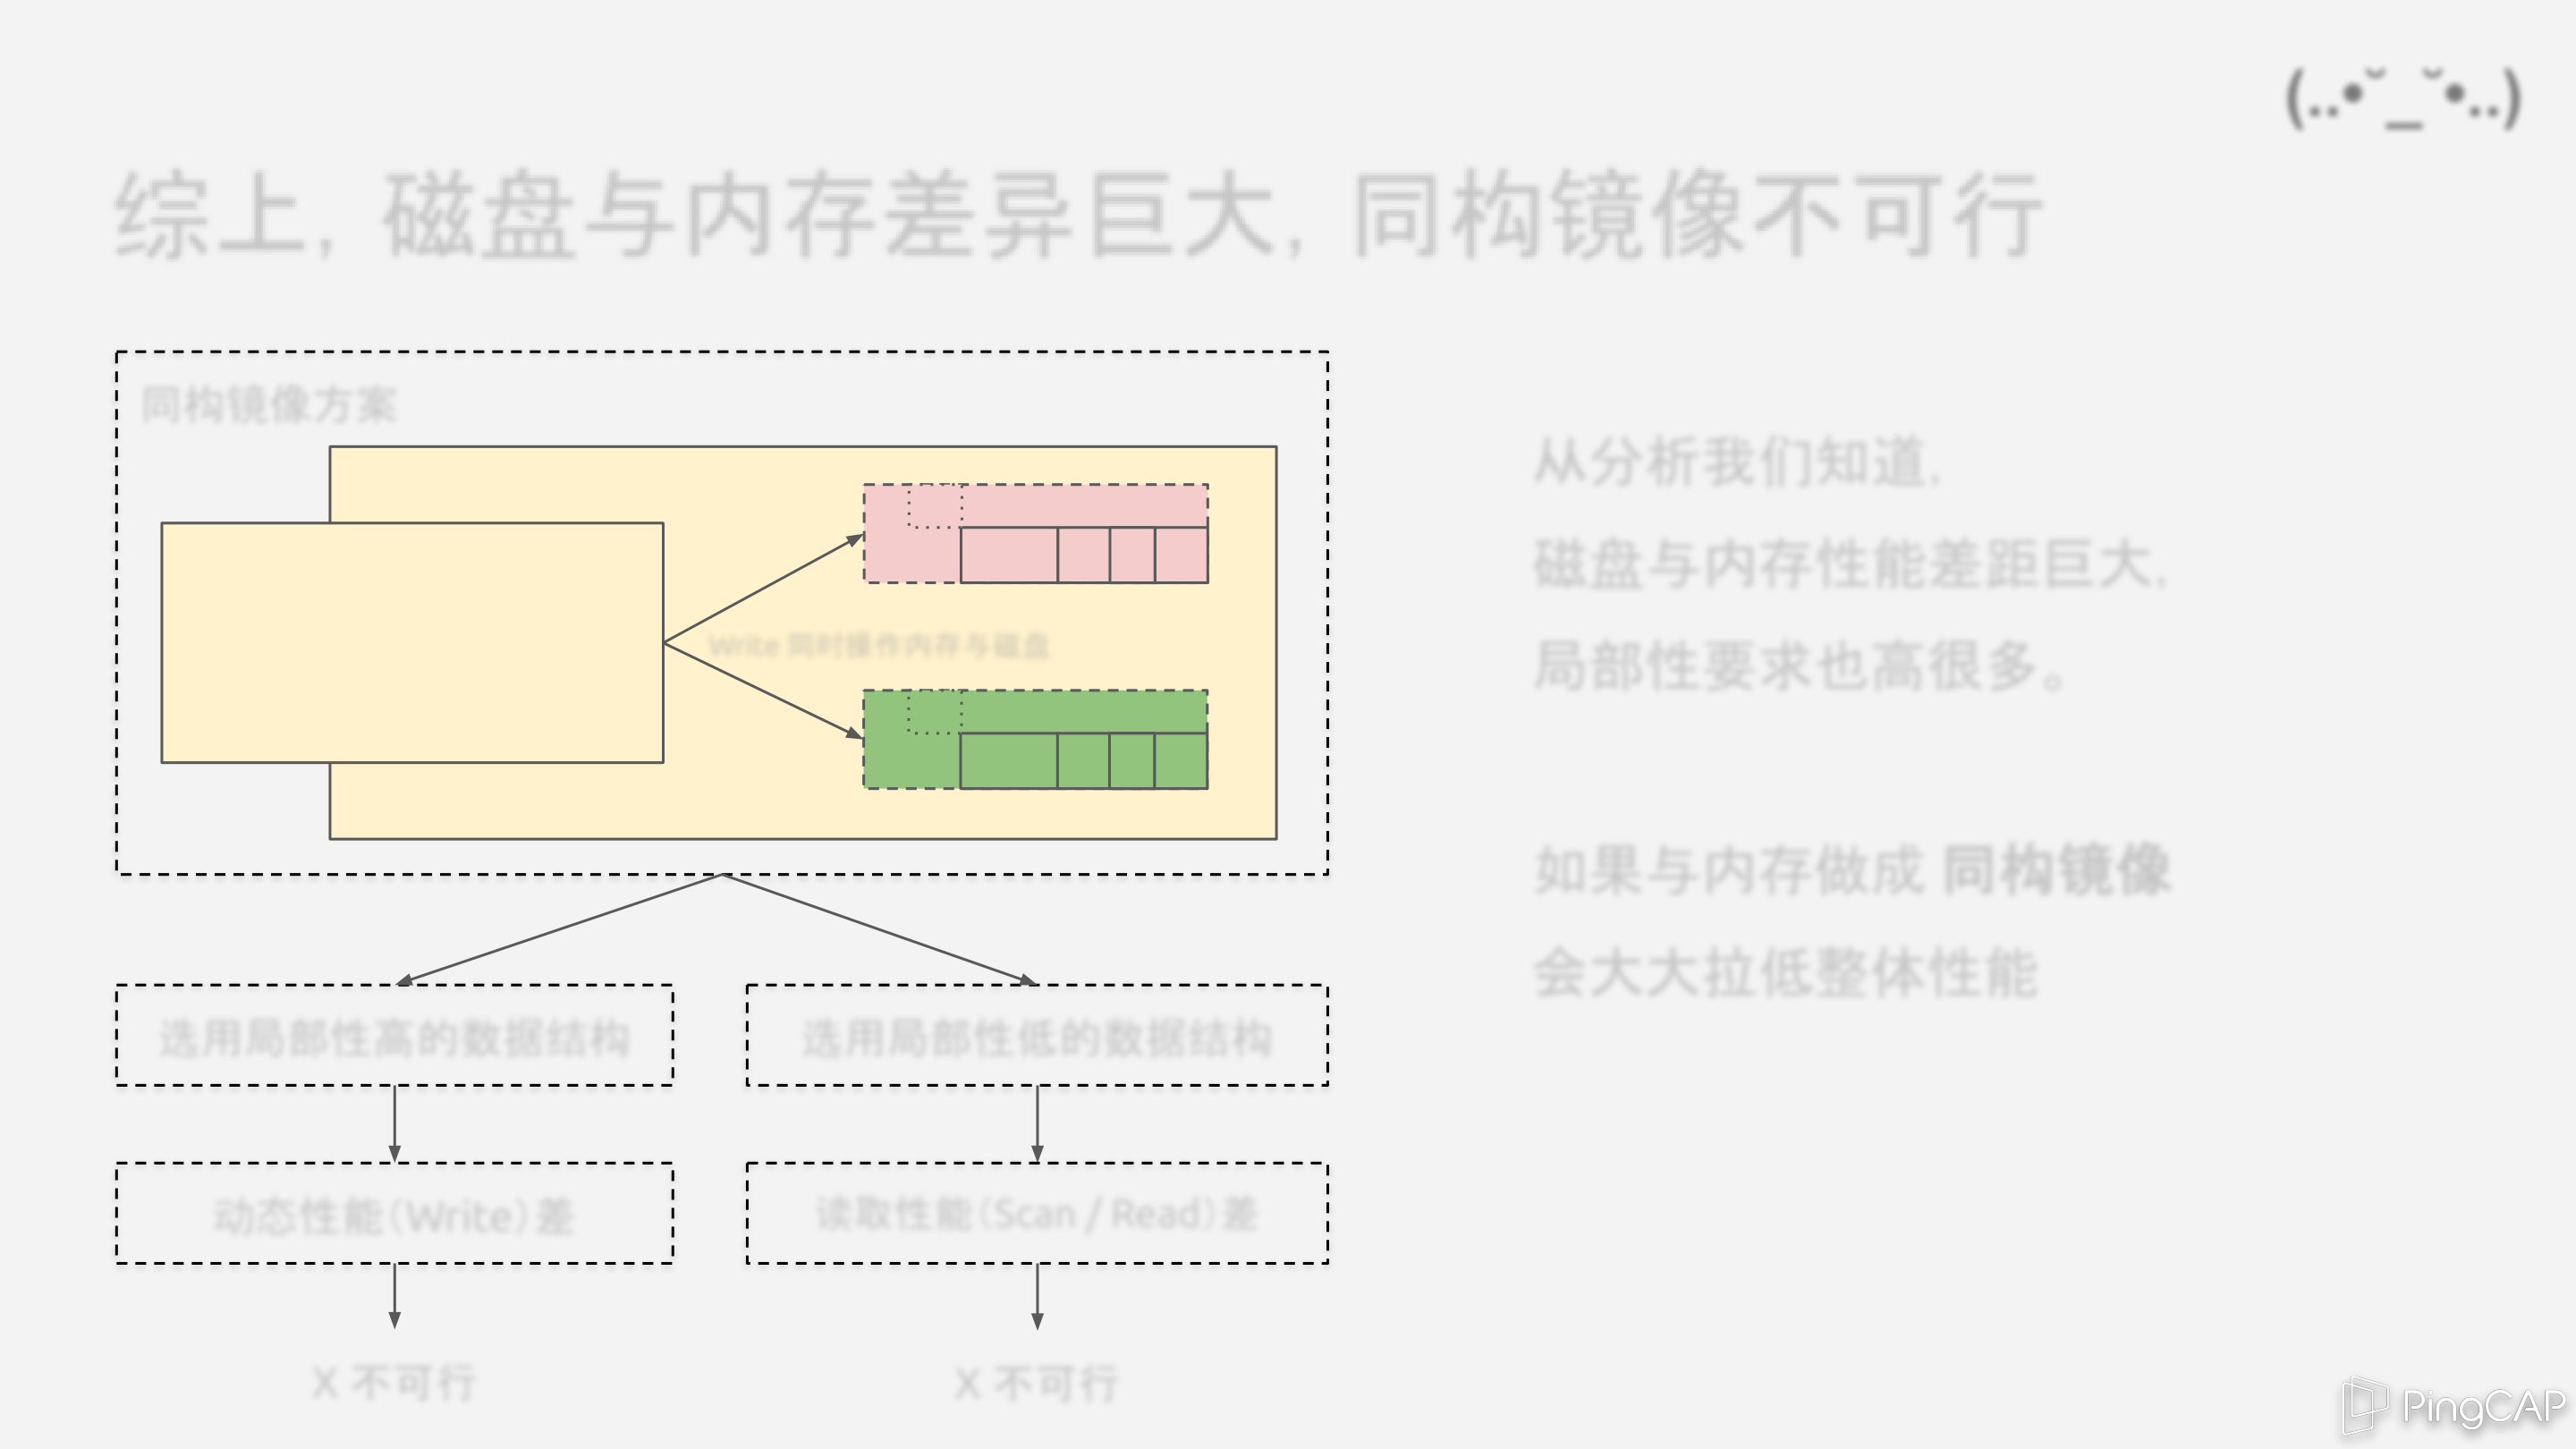 (..•˘_˘•..)
综上，磁盘与内存差异巨大，同构镜像不可行
同构镜像方案
Write 同时操作内存与磁盘
选用局部性高的数据结构
选用局部性低的数据结构
动态性能（Write）差
读取性能（Scan / Read）差
X 不可行
X 不可行
从分析我们知道，
磁盘与内存性能差距巨大，
局部性要求也高很多。
如果与内存做成 同构镜像
会大大拉低整体性能
PingCAP